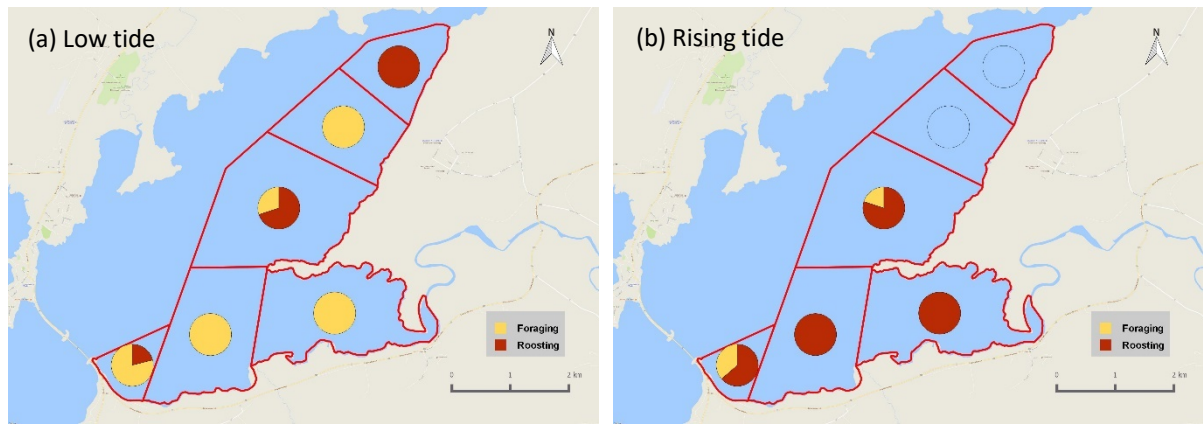 (a) Low tide
N
Foraging
Roosting
0 1 2 km
(b) Rising tide
N
Foraging
Roosting
0 1 2 km